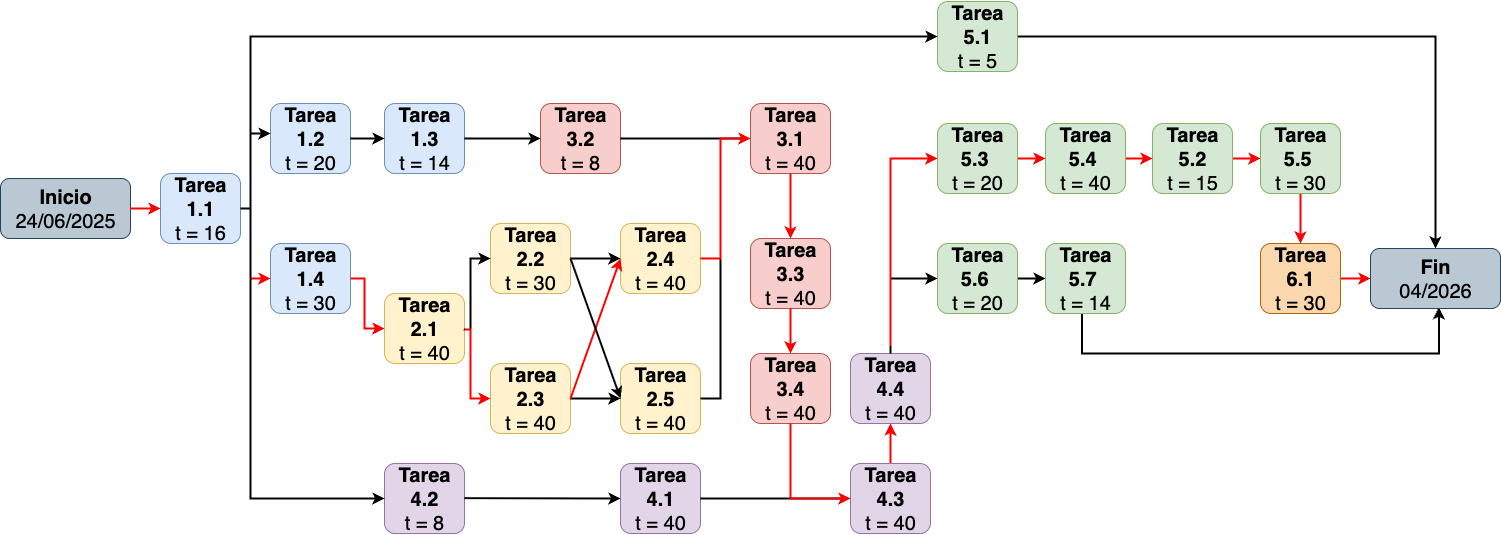 Tarea
5.1
t = 5
Tarea
1.2
t = 20
Tarea
1.3
t = 14
Tarea
3.2
t = 8
Tarea
3.1
t = 40
Tarea
5.3
t = 20
Tarea
5.4
t = 40
Tarea
5.2
t = 15
Tarea
5.5
t = 30
Inicio
24/06/2025
Tarea
1.1
t = 16
Tarea
1.4
t = 30
Tarea
2.1
t = 40
Tarea
2.2
t = 30
Tarea
2.4
t = 40
Tarea
3.3
t = 40
Tarea
5.6
t = 20
Tarea
5.7
t = 14
Tarea
6.1
t = 30
Fin
04/2026
Tarea
2.3
t = 40
Tarea
2.5
t = 40
Tarea
3.4
t = 40
Tarea
4.4
t = 40
Tarea
4.2
t = 8
Tarea
4.1
t = 40
Tarea
4.3
t = 40